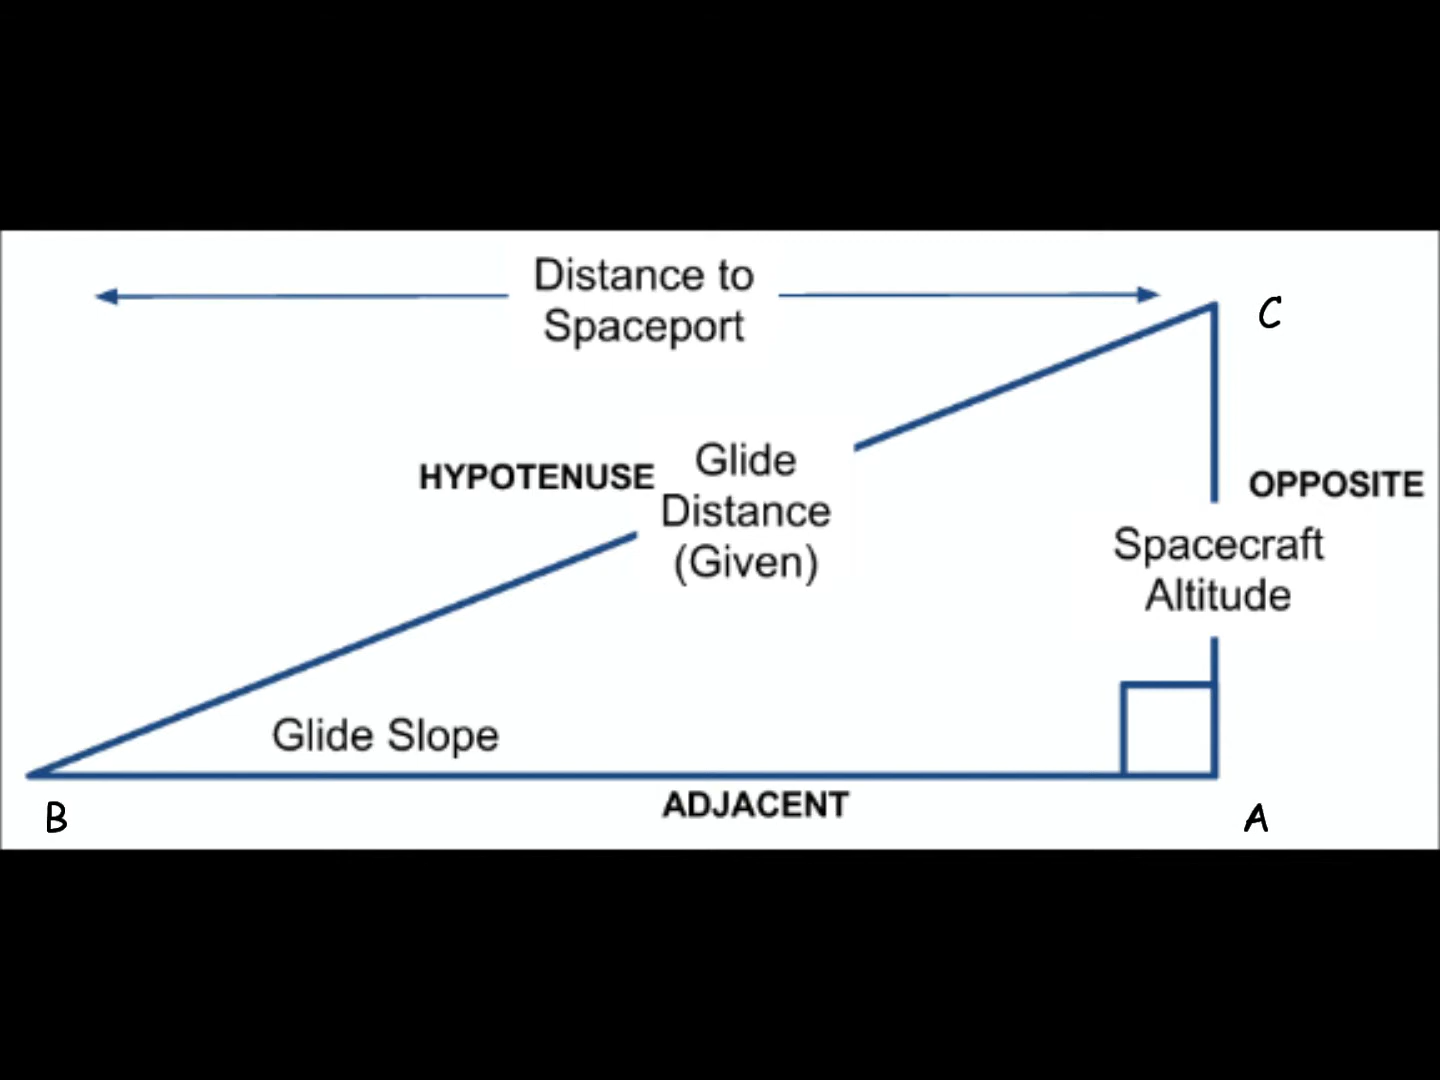 Distance to
Spaceport
C
HYPOTENUSE
Glide
Distance
(Given)
OPPOSITE
Spacecraft
Altitude
Glide Slope
ADJACENT
B
A